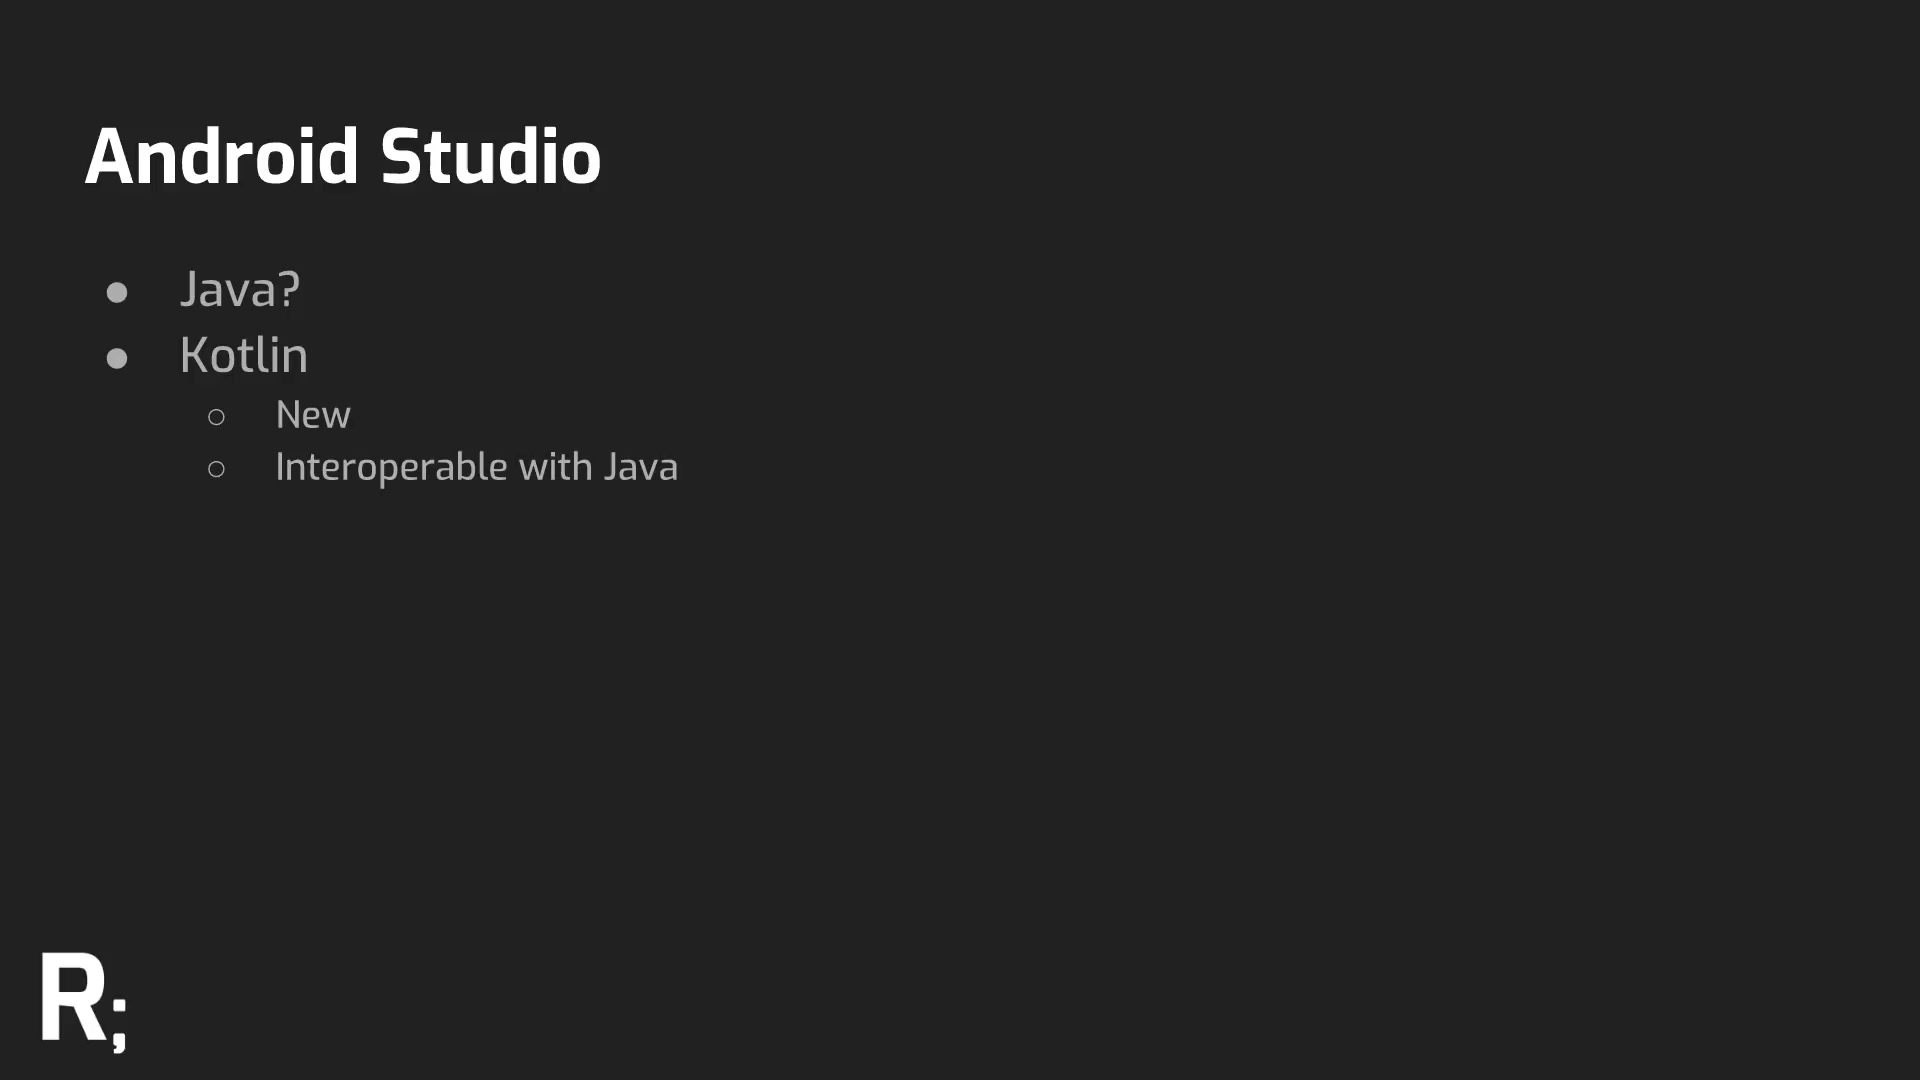 Android Studio
● Java?
● Kotlin
○ New
○ Interoperable with Java
R;